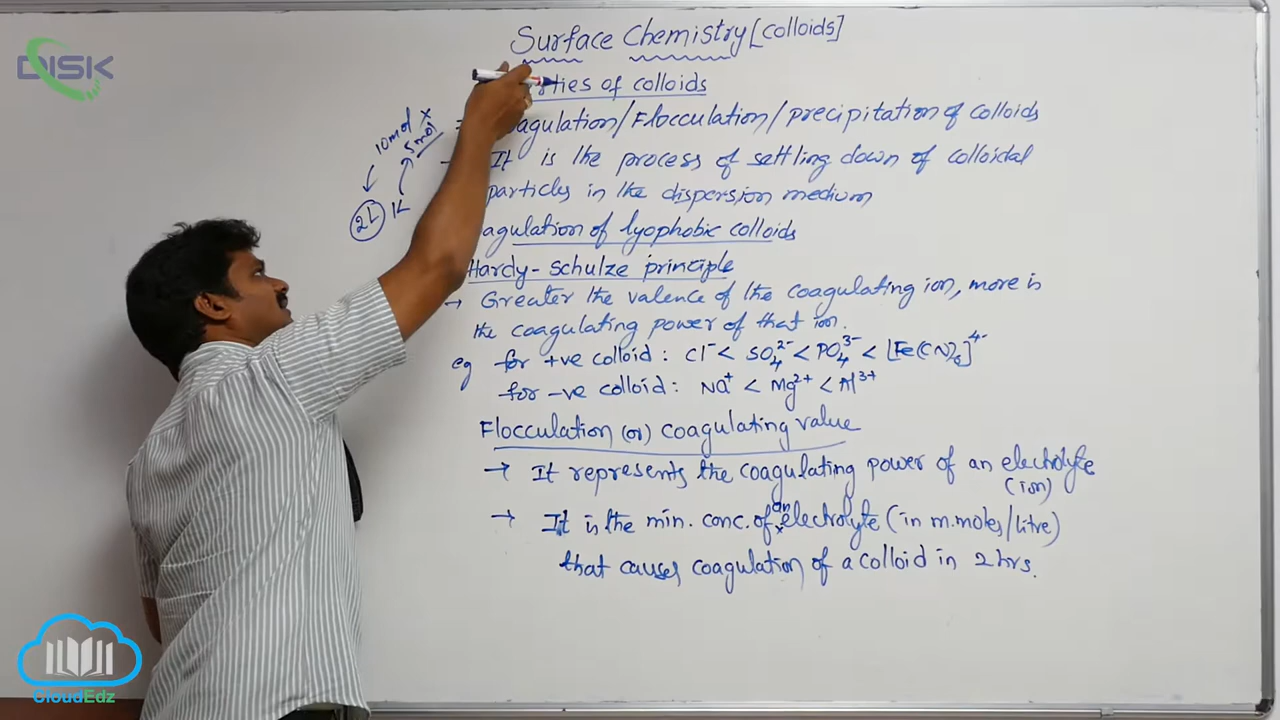 DISK
Surface Chemistry [colloids]
ties of colloids
agulation/Flocculation/precipitation of colloids
10mol x
5mol
2L 1L
→ It is the process of settling down of colloidal
particles in the dispersion medium
agulation of lyophobic colloids
Hardy-schulze principle
→ Greater the valence of the coagulating ion, more is
the coagulating power of that ion.
eg for +ve colloid : Cl⁻ < SO₄²⁻ < PO₄³⁻ < [Fe(CN)₆]⁴⁻
for -ve colloid : Na⁺ < Mg²⁺ < Al³⁺
Flocculation (or) coagulating value
→ It represents the coagulating power of an electrolyte
(ion)
→ It is the min. conc. of an electrolyte (in m.moles/litre)
that causes coagulation of a colloid in 2 hrs.
CloudEdz